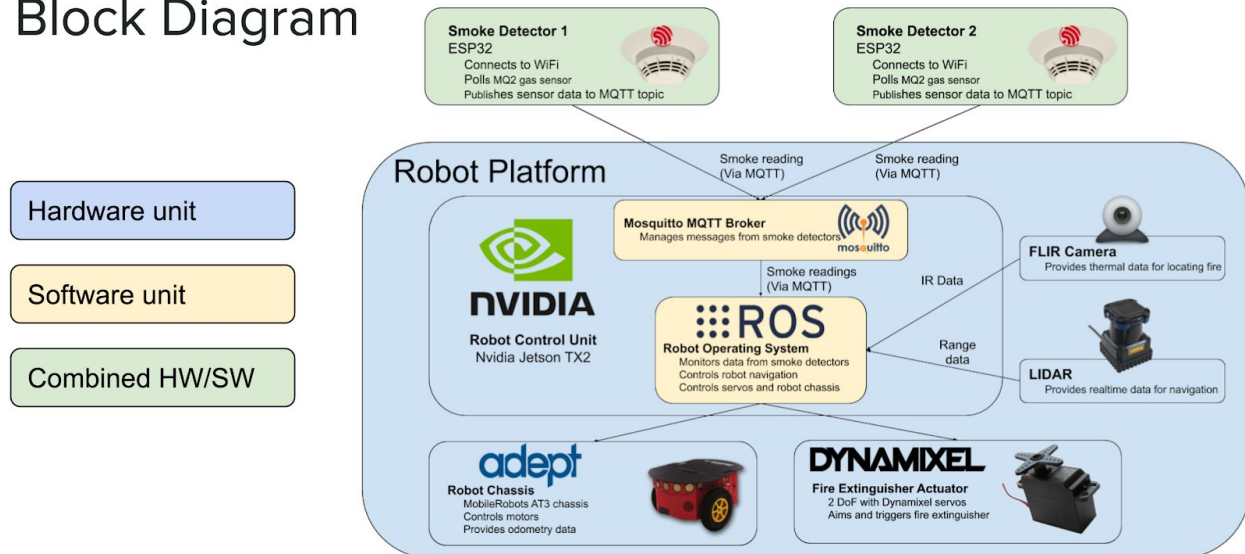 Block Diagram
Hardware unit
Software unit
Combined HW/SW
Smoke Detector 1
ESP32
Connects to WiFi
Polls MQ2 gas sensor
Publishes sensor data to MQTT topic
Smoke Detector 2
ESP32
Connects to WiFi
Polls MQ2 gas sensor
Publishes sensor data to MQTT topic
Robot Platform
Smoke reading
(Via MQTT)
Smoke reading
(Via MQTT)
Mosquitto MQTT Broker
Manages messages from smoke detectors
mosquitto
Smoke readings
(Via MQTT)
NVIDIA
Robot Control Unit
Nvidia Jetson TX2
ROS
Robot Operating System
Monitors data from smoke detectors
Controls robot navigation
Controls servos and robot chassis
IR Data
FLIR Camera
Provides thermal data for locating fire
Range
data
LIDAR
Provides realtime data for navigation
adept
Robot Chassis
MobileRobots AT3 chassis
Controls motors
Provides odometry data
DYNAMIXEL
Fire Extinguisher Actuator
2 DoF with Dynamixel servos
Aims and triggers fire extinguisher